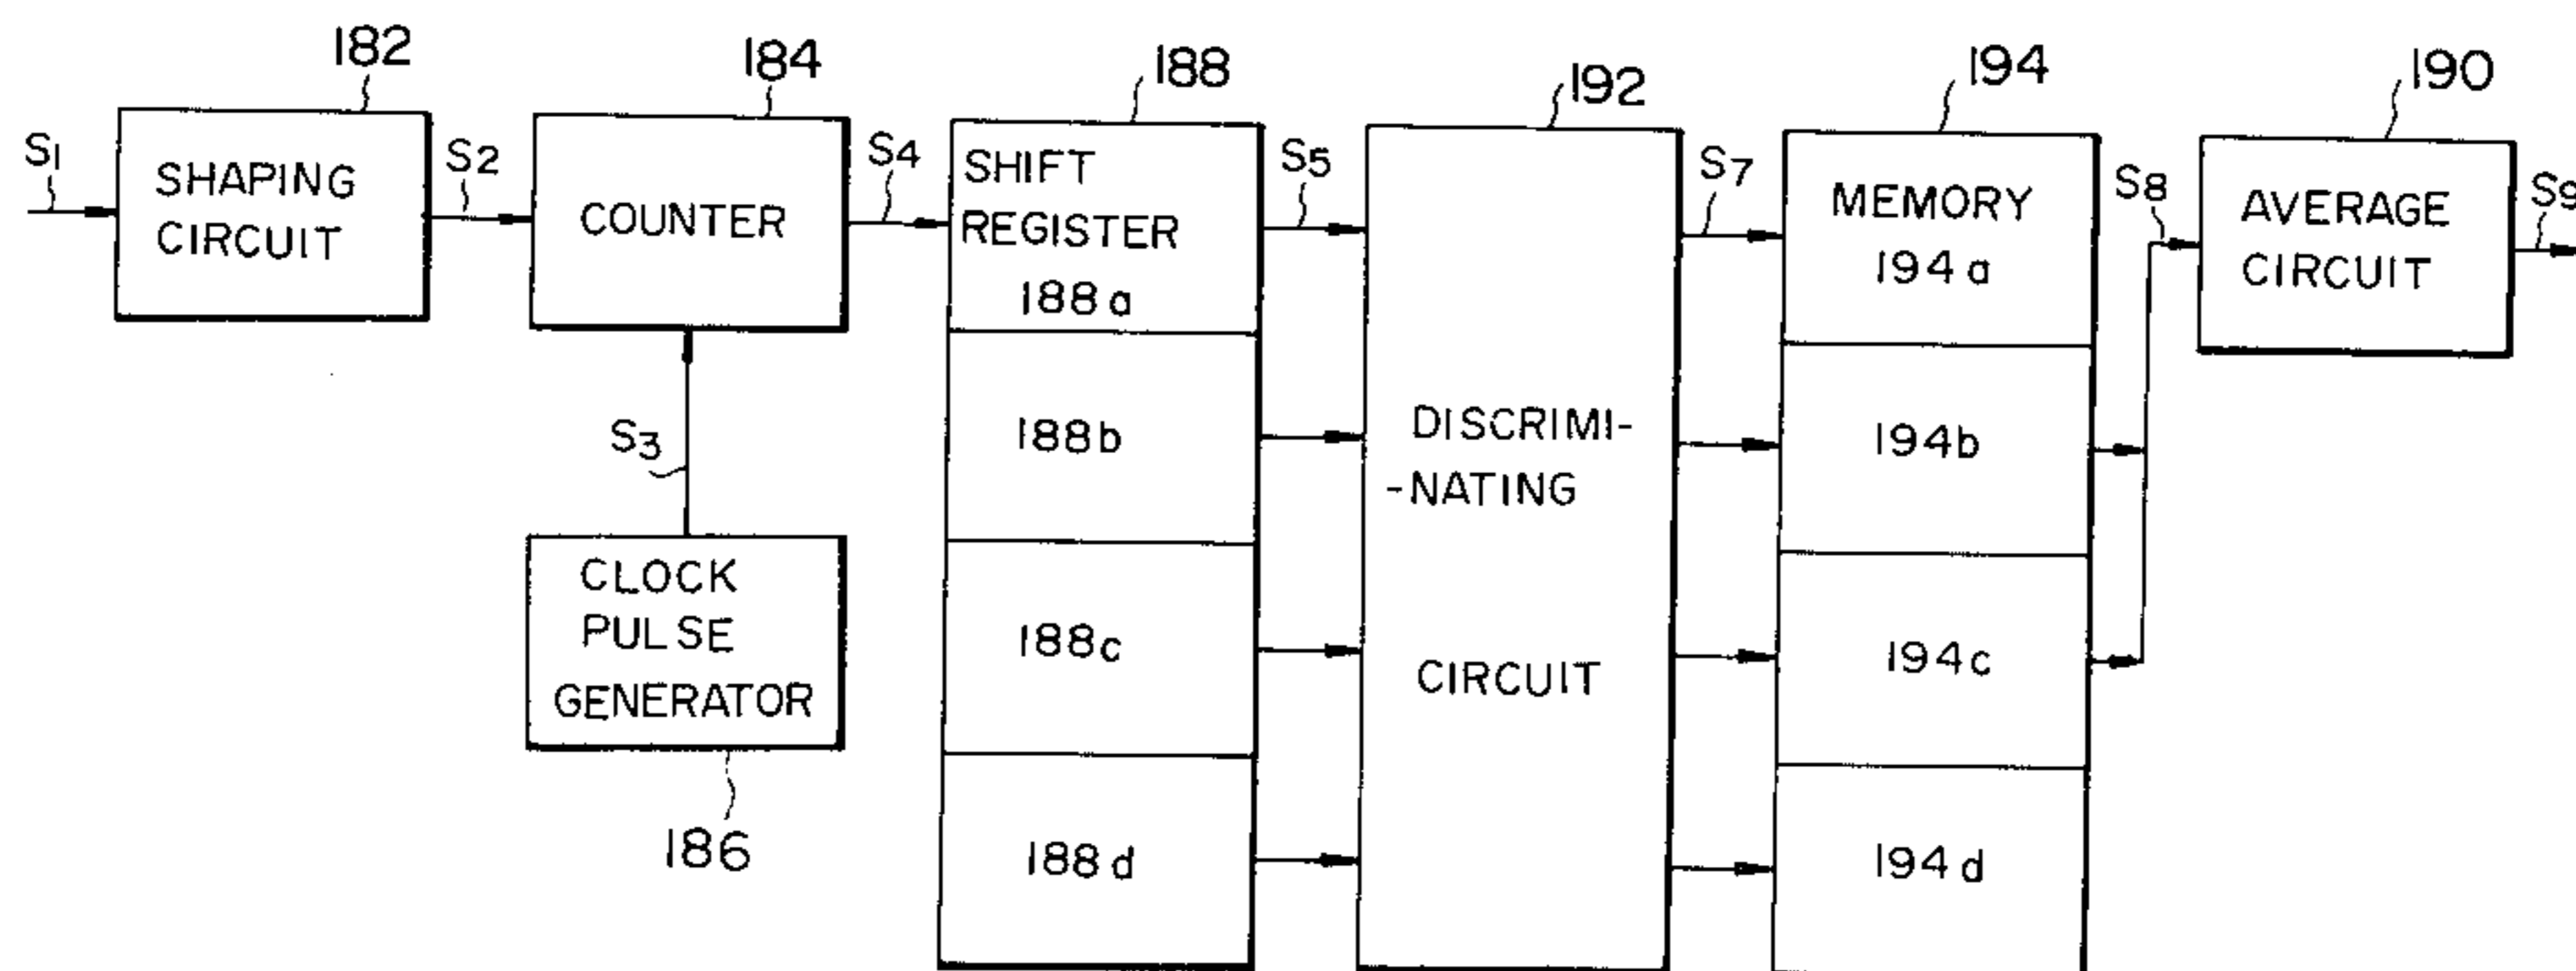 182
184
188
192
194
190
S1
SHAPING
CIRCUIT
S2
COUNTER
S4
SHIFT
REGISTER
188a
S5
S7
MEMORY
194a
S8
AVERAGE
CIRCUIT
S9
S3
188b
DISCRIMI-
-NATING
CIRCUIT
194b
CLOCK
PULSE
GENERATOR
186
188c
194c
188d
194d